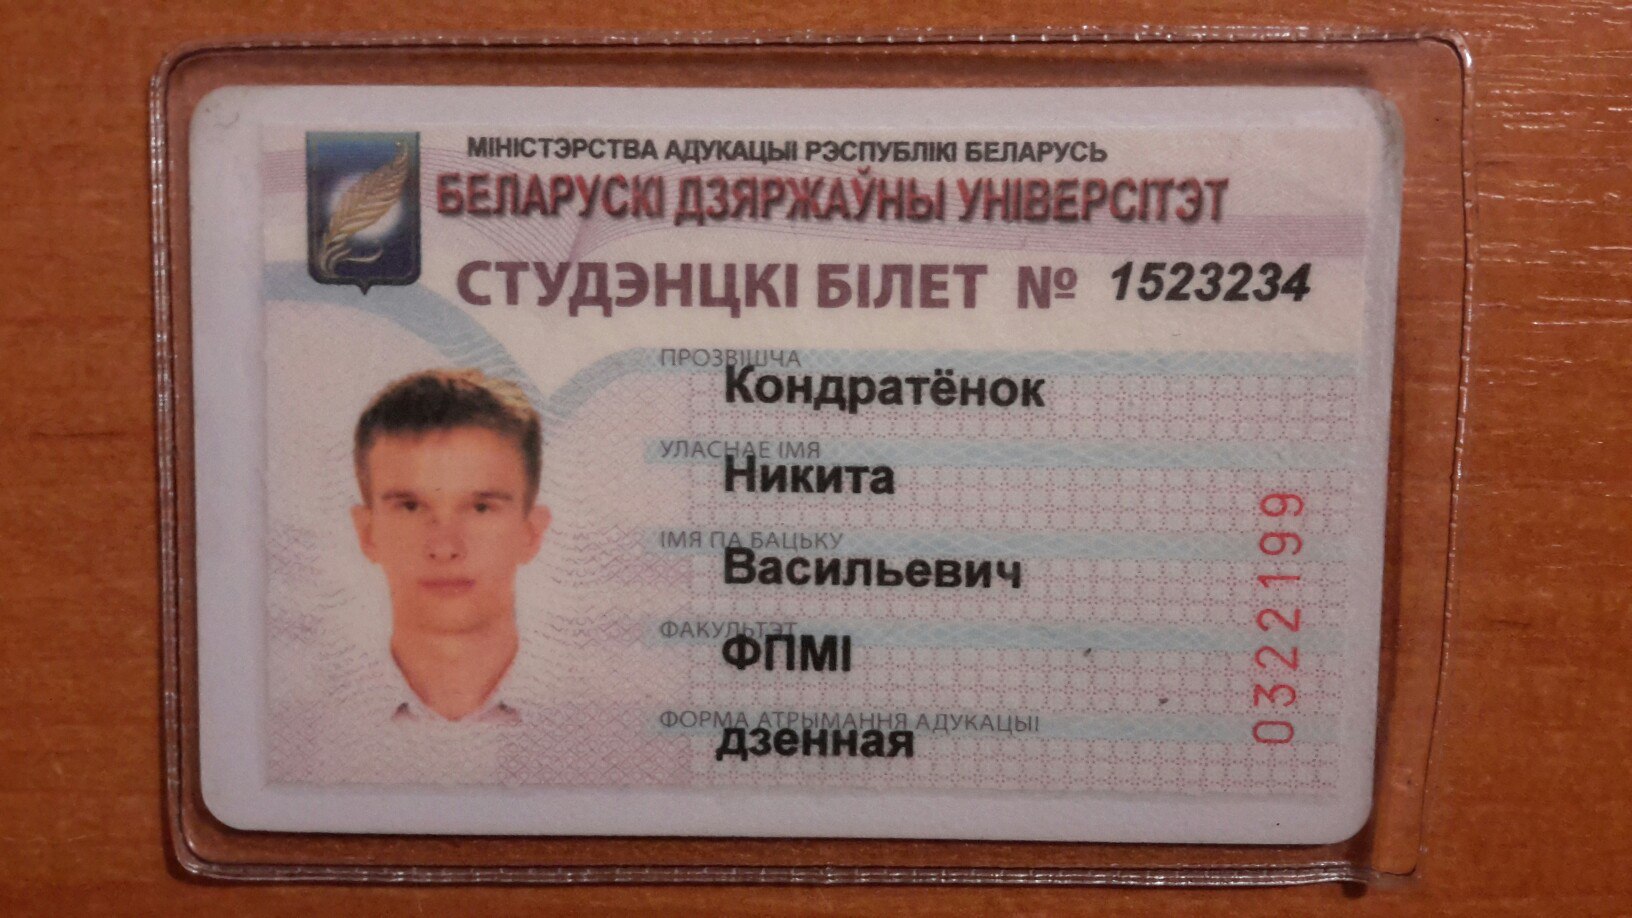 МІНІСТЭРСТВА АДУКАЦЫІ РЭСПУБЛІКІ БЕЛАРУСЬ
БЕЛАРУСКІ ДЗЯРЖАЎНЫ УНІВЕРСІТЭТ
СТУДЭНЦКІ БІЛЕТ № 1523234
ПРОЗВІШЧА
Кондратёнок
УЛАСНАЕ ІМЯ
Никита
ІМЯ ПА БАЦЬКУ
Васильевич
ФАКУЛЬТЭТ
ФПМІ
ФОРМА АТРЫМАННЯ АДУКАЦЫІ
дзенная
0322199